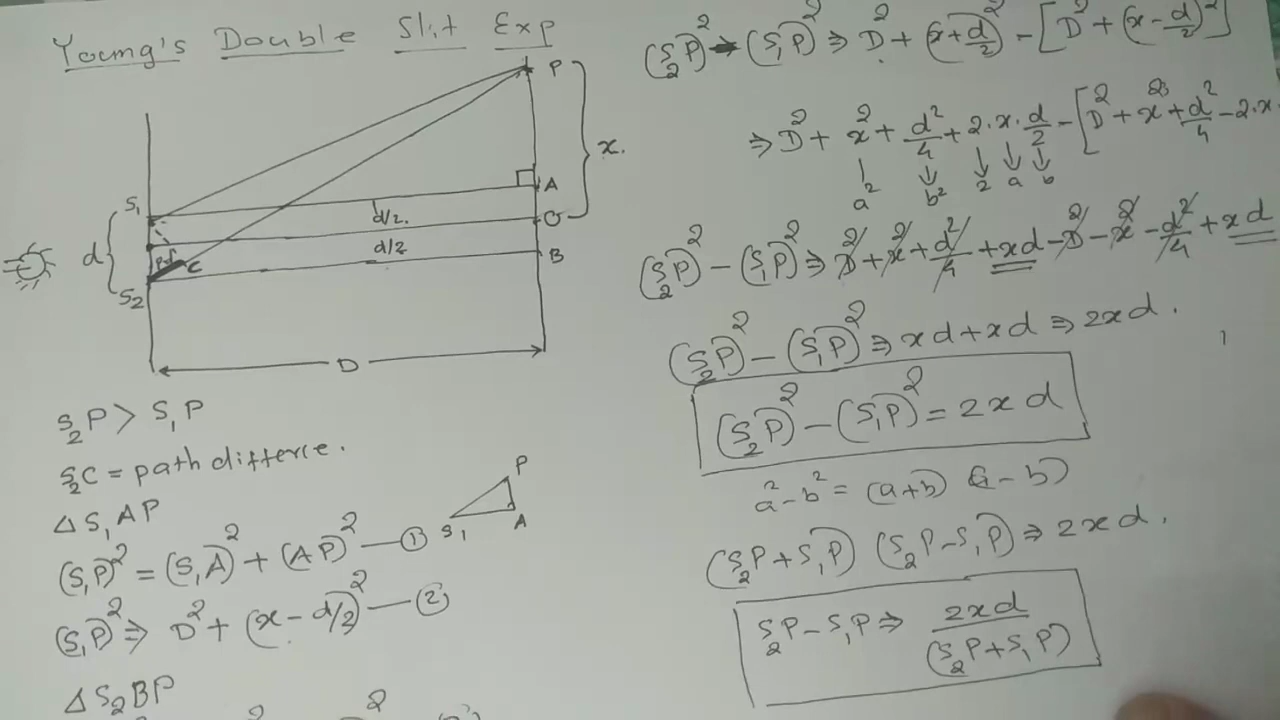 Young's Double Slit Exp
P
x.
S₁
A
d/2.
O
d
d/2
B
P.d
C
S₂
D
S₂P > S₁P
S₂C = path differce.
P
△ S₁AP
S₁ A
(S₁P)² = (S₁A)² + (AP)² — ①
(S₁P)² ⇒ D² + (x - d/2)² — ②
△ S₂BP
(S₂P)² - (S₁P)² ⇒ D² + (x + d/2)² - [D² + (x - d/2)²]
⇒ D² + x² + d²/4 + 2.x.d/2 - [D² + x² + d²/4 - 2.x.
a² b² 2 a b
(S₂P)² - (S₁P)² ⇒ D² + x² + d²/4 + xd - D² - x² - d²/4 + xd
(S₂P)² - (S₁P)² ⇒ xd + xd ⇒ 2xd.
(S₂P)² - (S₁P)² = 2xd
a² - b² = (a+b) (a-b)
(S₂P + S₁P) (S₂P - S₁P) ⇒ 2xd.
S₂P - S₁P ⇒ 2xd/(S₂P + S₁P)